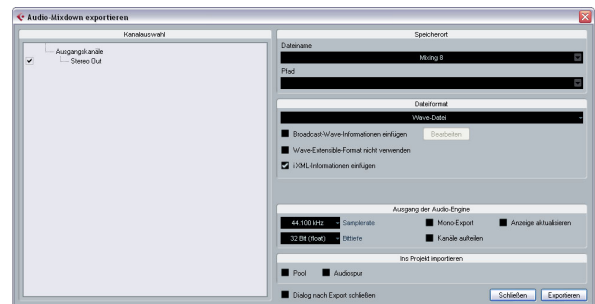 Audio-Mixdown exportieren
Kanalauswahl
Ausgangskanäle
Stereo Out
Speicherort
Dateiname
Mixing 8
Pfad
Dateiformat
Wave-Datei
Broadcast-Wave-Informationen einfügen
Bearbeiten
Wave-Extensible-Format nicht verwenden
iXML-Informationen einfügen
Ausgang der Audio-Engine
44.100 kHz Samplerate Mono-Export Anzeige aktualisieren
32 Bit (float) Bittiefe Kanäle aufteilen
Ins Projekt importieren
Pool Audiospur
Dialog nach Export schließen
Schließen Exportieren